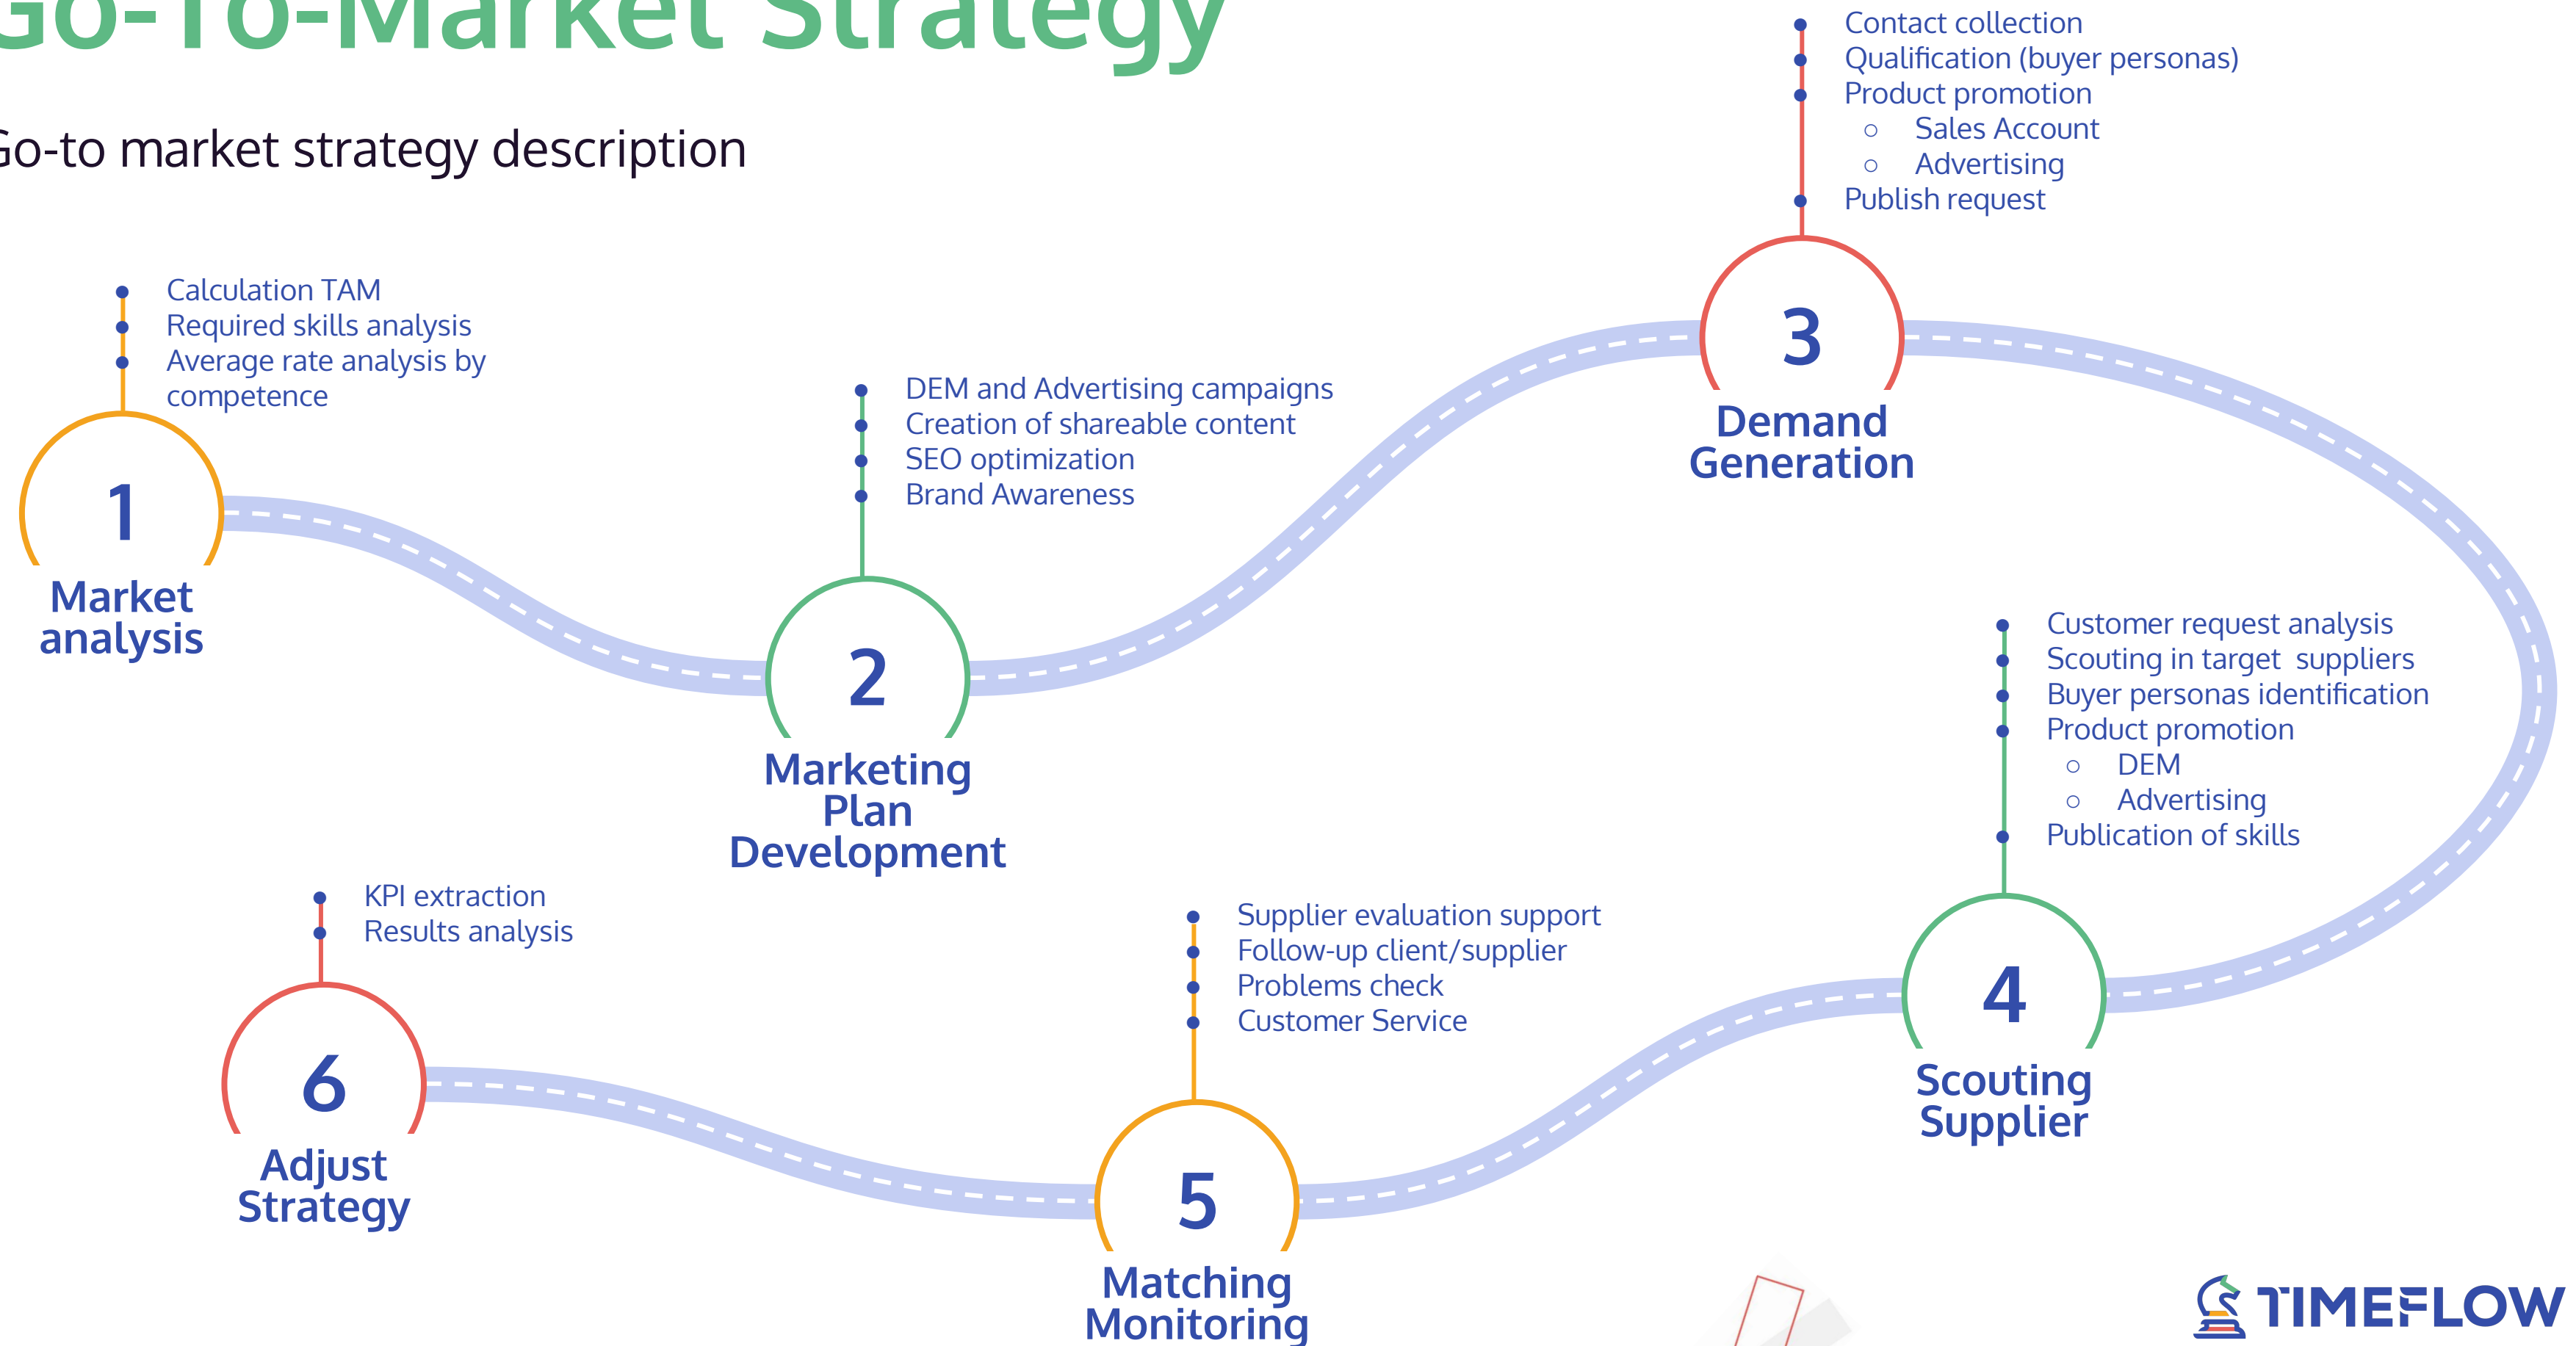 Go-To-Market Strategy
Go-to market strategy description
Calculation TAM
Required skills analysis
Average rate analysis by
competence
1
Market
analysis
DEM and Advertising campaigns
Creation of shareable content
SEO optimization
Brand Awareness
2
Marketing
Plan
Development
Contact collection
Qualification (buyer personas)
Product promotion
Sales Account
Advertising
Publish request
3
Demand
Generation
Customer request analysis
Scouting in target  suppliers
Buyer personas identification
Product promotion
DEM
Advertising
Publication of skills
4
Scouting
Supplier
Supplier evaluation support
Follow-up client/supplier
Problems check
Customer Service
5
Matching
Monitoring
KPI extraction
Results analysis
6
Adjust
Strategy
TIMEFLOW